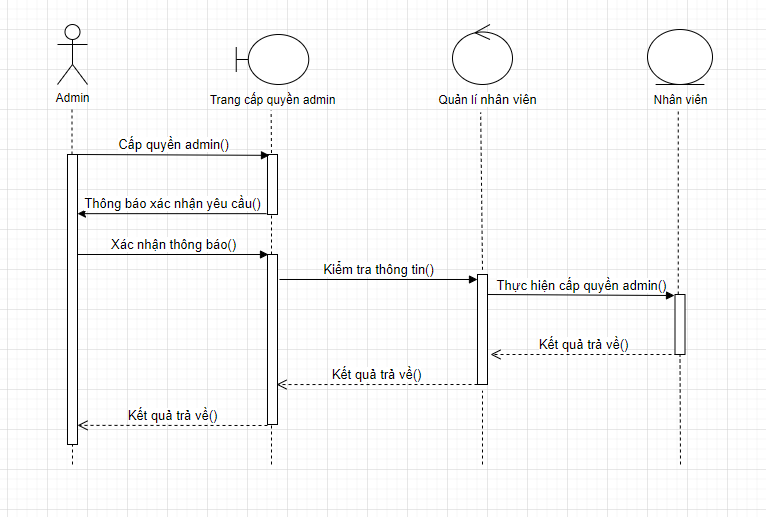 Admin
Trang cấp quyền admin
Quản lí nhân viên
Nhân viên
Cấp quyền admin()
Thông báo xác nhận yêu cầu()
Xác nhận thông báo()
Kiểm tra thông tin()
Thực hiện cấp quyền admin()
Kết quả trả về()
Kết quả trả về()
Kết quả trả về()